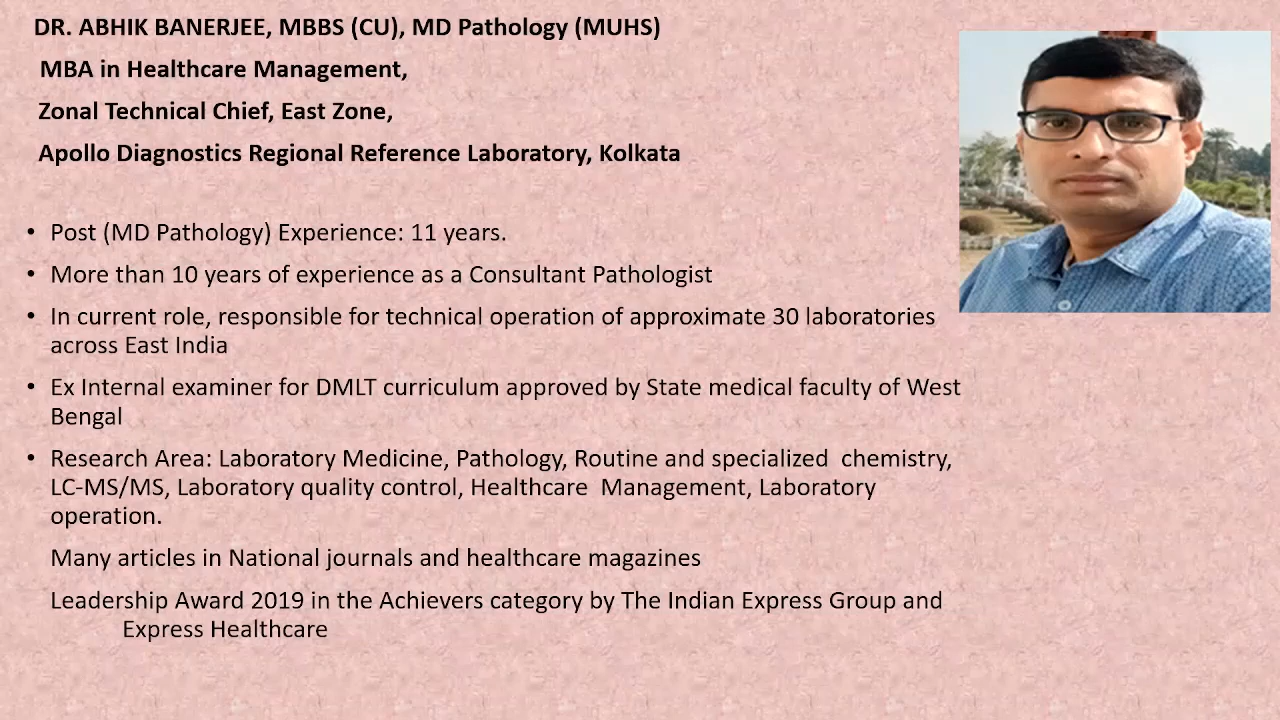 DR. ABHIK BANERJEE, MBBS (CU), MD Pathology (MUHS)
MBA in Healthcare Management,
Zonal Technical Chief, East Zone,
Apollo Diagnostics Regional Reference Laboratory, Kolkata
• Post (MD Pathology) Experience: 11 years.
• More than 10 years of experience as a Consultant Pathologist
• In current role, responsible for technical operation of approximate 30 laboratories
across East India
• Ex Internal examiner for DMLT curriculum approved by State medical faculty of West
Bengal
• Research Area: Laboratory Medicine, Pathology, Routine and specialized chemistry,
LC-MS/MS, Laboratory quality control, Healthcare Management, Laboratory
operation.
Many articles in National journals and healthcare magazines
Leadership Award 2019 in the Achievers category by The Indian Express Group and
Express Healthcare